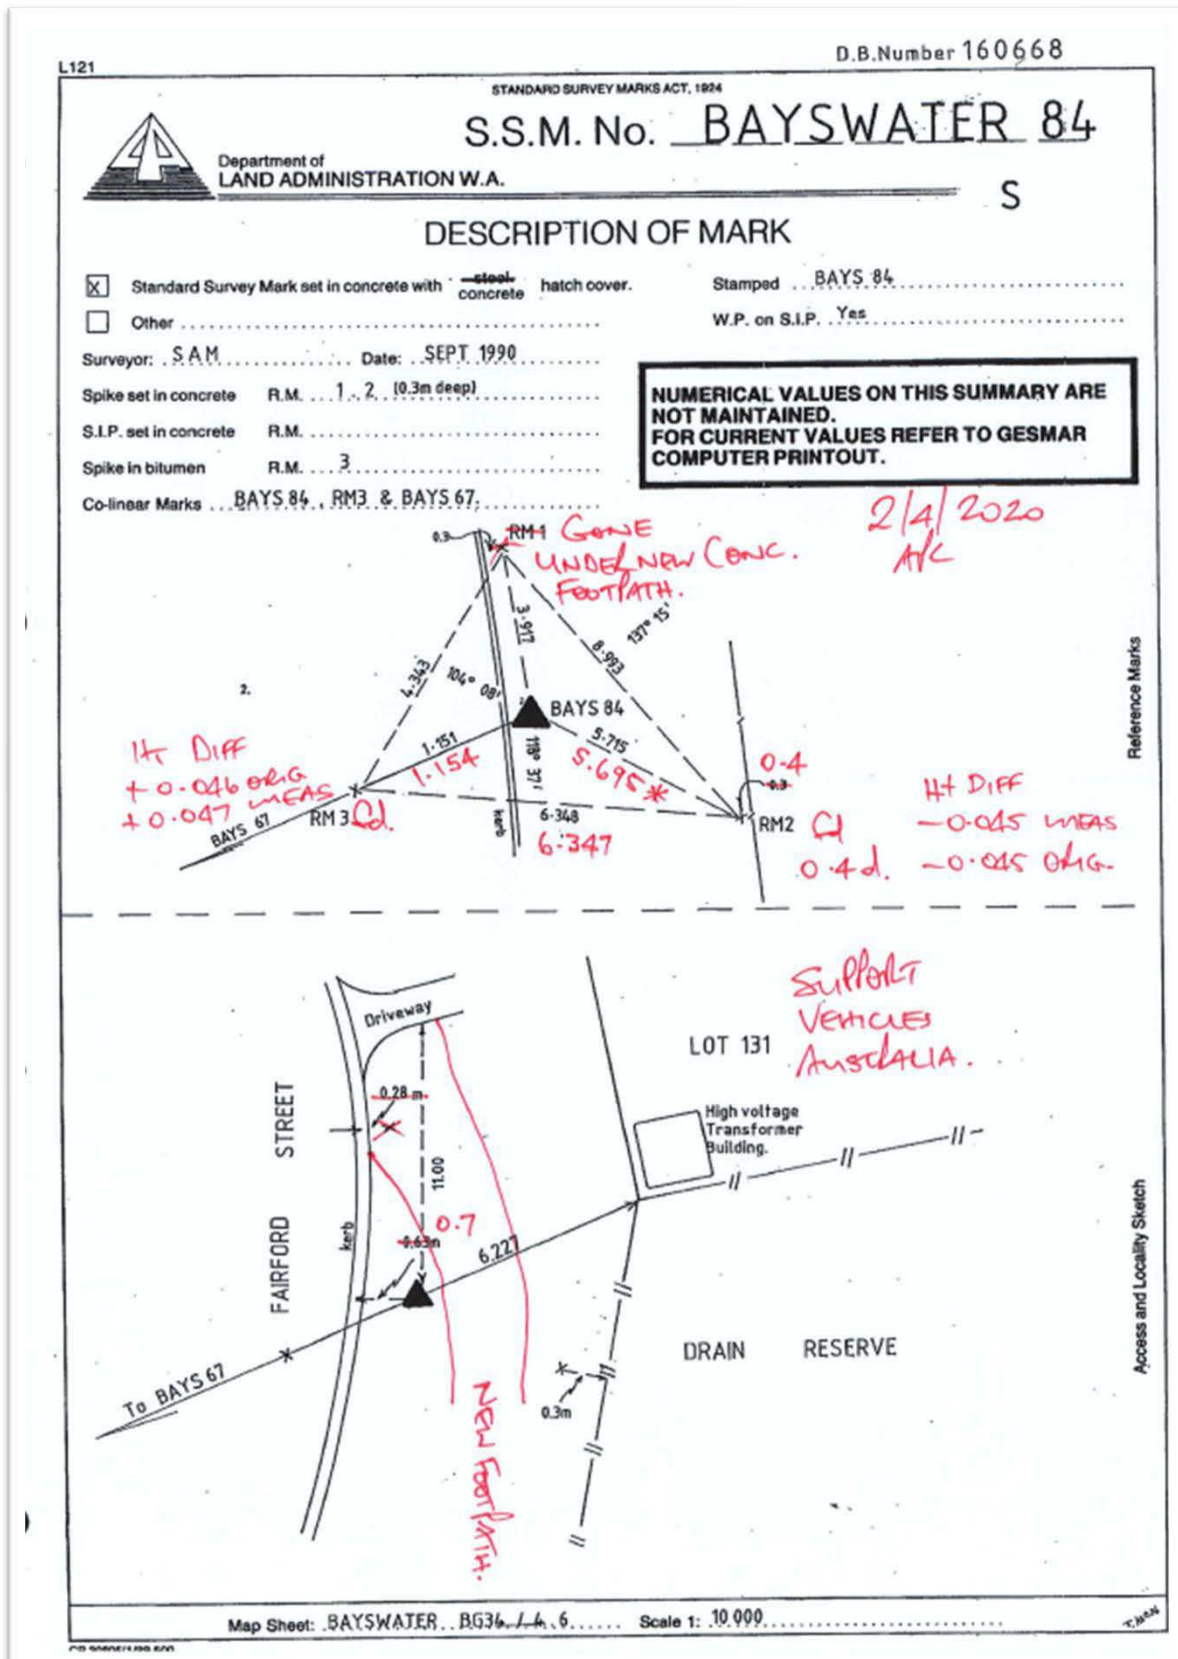 D.B.Number 160668
L121
STANDARD SURVEY MARKS ACT, 1924
S.S.M. No. BAYSWATER 84
Department of
LAND ADMINISTRATION W.A.
S
DESCRIPTION OF MARK
X Standard Survey Mark set in concrete with steel concrete hatch cover.
Stamped BAYS 84
Other
W.P. on S.I.P. Yes
Surveyor: SAM Date: SEPT 1990
Spike set in concrete R.M. 1.2 (0.3m deep)
S.I.P. set in concrete R.M.
Spike in bitumen R.M. 3
Co-linear Marks BAYS 84, RM3 & BAYS 67.
NUMERICAL VALUES ON THIS SUMMARY ARE
NOT MAINTAINED.
FOR CURRENT VALUES REFER TO GESMAR
COMPUTER PRINTOUT.
2/4/2020
A/C
0.3
RM1 GONE
UNDER NEW CONC.
FOOTPATH.
3.917
137° 15'
8.993
4.343
104° 08'
2.
BAYS 84
1.151
1.154
118° 37'
5.715
5.695*
0.4
0.3
Ht DIFF
+0.046 ORIG
+0.047 MEAS
BAYS 67
RM3 Cd.
kerb
6.348
6.347
RM2 Cd
0.4d.
Ht DIFF
-0.045 MEAS
-0.045 ORIG.
Reference Marks
Driveway
SUPPORT
VEHICLES
AUSTRALIA.
LOT 131
0.28 m
FAIRFORD STREET
High voltage
Transformer
Building.
11.00
kerb
0.7
0.63m
6.227
To BAYS 67
DRAIN RESERVE
0.3m
NEW FOOTPATH.
Access and Locality Sketch
Map Sheet: BAYSWATER BG34/4.6 Scale 1: 10 000